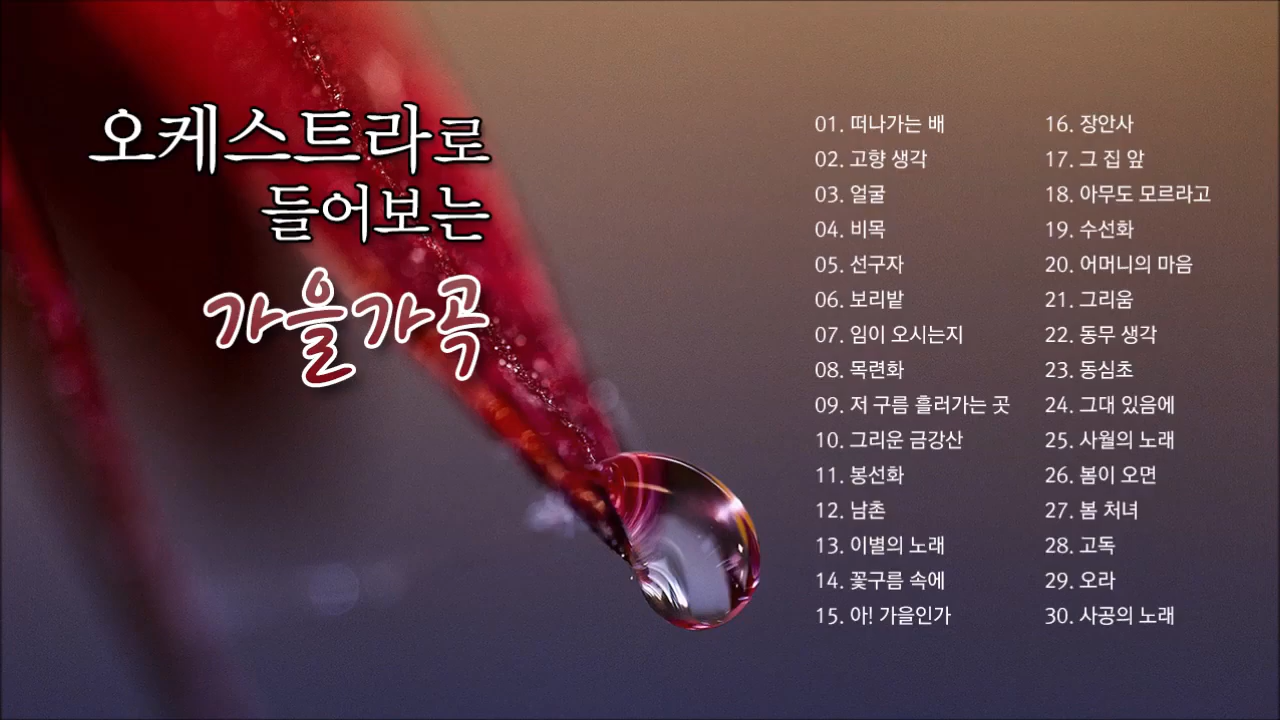 오케스트라로
들어보는
가을가곡
01. 떠나가는 배
02. 고향 생각
03. 얼굴
04. 비목
05. 선구자
06. 보리밭
07. 임이 오시는지
08. 목련화
09. 저 구름 흘러가는 곳
10. 그리운 금강산
11. 봉선화
12. 남촌
13. 이별의 노래
14. 꽃구름 속에
15. 아! 가을인가
16. 장안사
17. 그 집 앞
18. 아무도 모르라고
19. 수선화
20. 어머니의 마음
21. 그리움
22. 동무 생각
23. 동심초
24. 그대 있음에
25. 사월의 노래
26. 봄이 오면
27. 봄 처녀
28. 고독
29. 오라
30. 사공의 노래